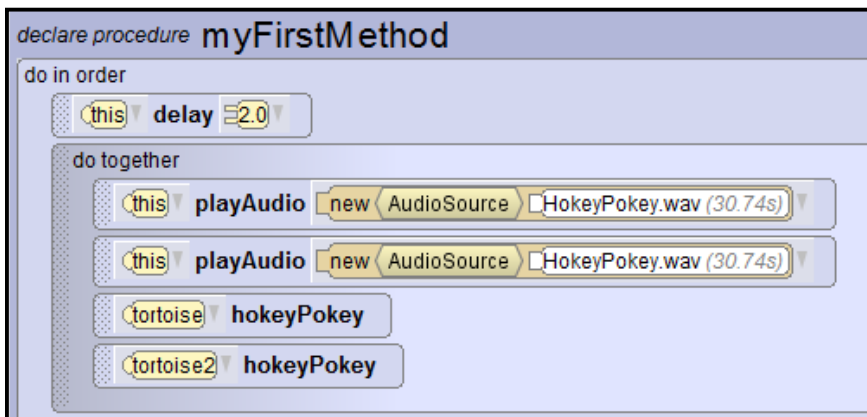 declare procedure myFirstMethod
do in order
this delay 2.0
do together
this playAudio new AudioSource HokeyPokey.wav (30.74s)
this playAudio new AudioSource HokeyPokey.wav (30.74s)
tortoise hokeyPokey
tortoise2 hokeyPokey